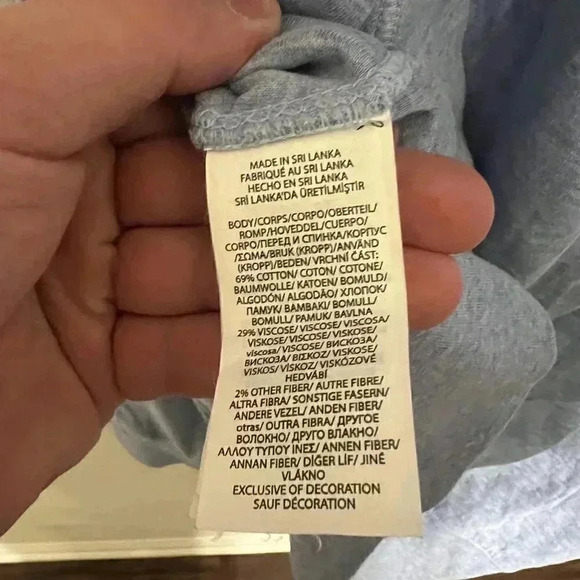 MADE IN SRI LANKA
FABRIQUÉ AU SRI LANKA
HECHO EN SRI LANKA
SRI LANKA'DA ÜRETİLMİŞTİR
BODY/CORPS/CORPO/OBERTEIL/
ROMP/HOVEDDEL/CUERPO/
CORPO/ПЕРЕД И СПИНКА/КОРПУС
/ΣΩΜΑ/BRUK (KROPP)/ANVÄND
(KROPP)/BEDEN/ VRCHNÍ ČÁST:
69% COTTON/ COTON/ COTONE/
BAUMWOLLE/ KATOEN/ BOMULD/
ALGODÓN/ ALGODÃO/ ХЛОПОК/
ПАМУК/ ΒΑΜΒΑΚΙ/ BOMULL/
BOMULL/ PAMUK/ BAVLNA
29% VISCOSE/ VISCOSE/ VISCOSA/
VISKOSE/ VISCOSE/ VISKOSE/
viscosa/ VISCOSE/ ВИСКОЗА/
ВИСКОЗА/ ΒΙΣΚΟΖ/ VISKOSE/
VISKOS/ VİSKOZ/ VISKÓZOVÉ
HEDVÁBÍ
2% OTHER FIBER/ AUTRE FIBRE/
ALTRA FIBRA/ SONSTIGE FASERN/
ANDERE VEZEL/ ANDEN FIBER/
otras/ OUTRA FIBRA/ ДРУГОЕ
ВОЛОКНО/ ДРУГО ВЛАКНО/
ΑΛΛΟΥ ΤΥΠΟΥ ΙΝΕΣ/ ANNEN FIBER/
ANNAN FIBER/ DİĞER LİF/ JINÉ
VLÁKNO
EXCLUSIVE OF DECORATION
SAUF DÉCORATION